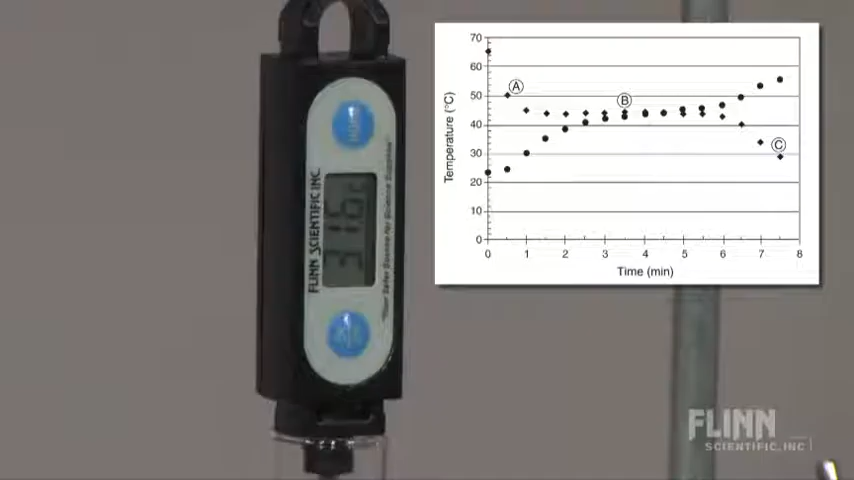 FLINN SCIENTIFIC INC.
"Your Safer Source for Science Supplies"
31.6
70
60
50
40
30
20
10
0
Temperature (°C)
A
B
C
0 1 2 3 4 5 6 7 8
Time (min)
FLINN
SCIENTIFIC, INC